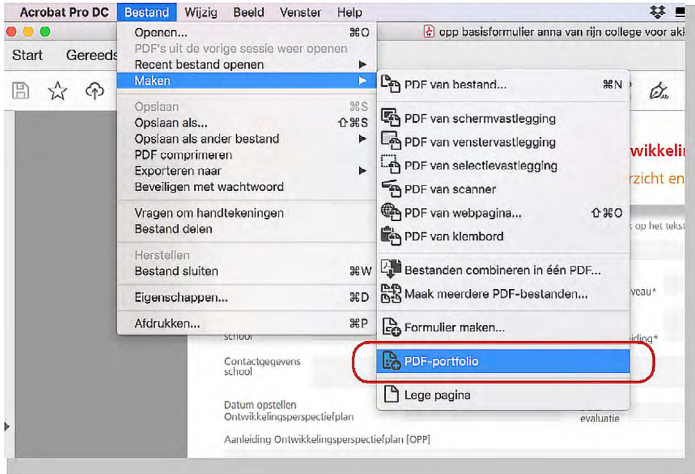 Acrobat Pro DC Bestand Wijzig Beeld Venster Help
opp basisformulier anna van rijn college voor akk
Start Gereeds
Openen... ⌘O
PDF's uit de vorige sessie weer openen
Recent bestand openen
Maken
Opslaan ⌘S
Opslaan als... ⇧⌘S
Opslaan als ander bestand
PDF comprimeren
Exporteren naar
Beveiligen met wachtwoord
Vragen om handtekeningen
Bestand delen
Herstellen
Bestand sluiten ⌘W
Eigenschappen... ⌘D
Afdrukken... ⌘P
PDF van bestand... ⌘N
PDF van schermvastlegging
PDF van venstervastlegging
PDF van selectievastlegging
PDF van scanner
PDF van webpagina... ⇧⌘O
PDF van klembord
Bestanden combineren in één PDF...
Maak meerdere PDF-bestanden...
Formulier maken...
PDF-portfolio
Lege pagina
wikkeli
rzicht en
op het tekst
veau*
iding*
school
Contactgegevens
school
Datum opstellen
Ontwikkelingsperspectiefplan
evaluatie
Aanleiding Ontwikkelingsperspectiefplan [OPP]